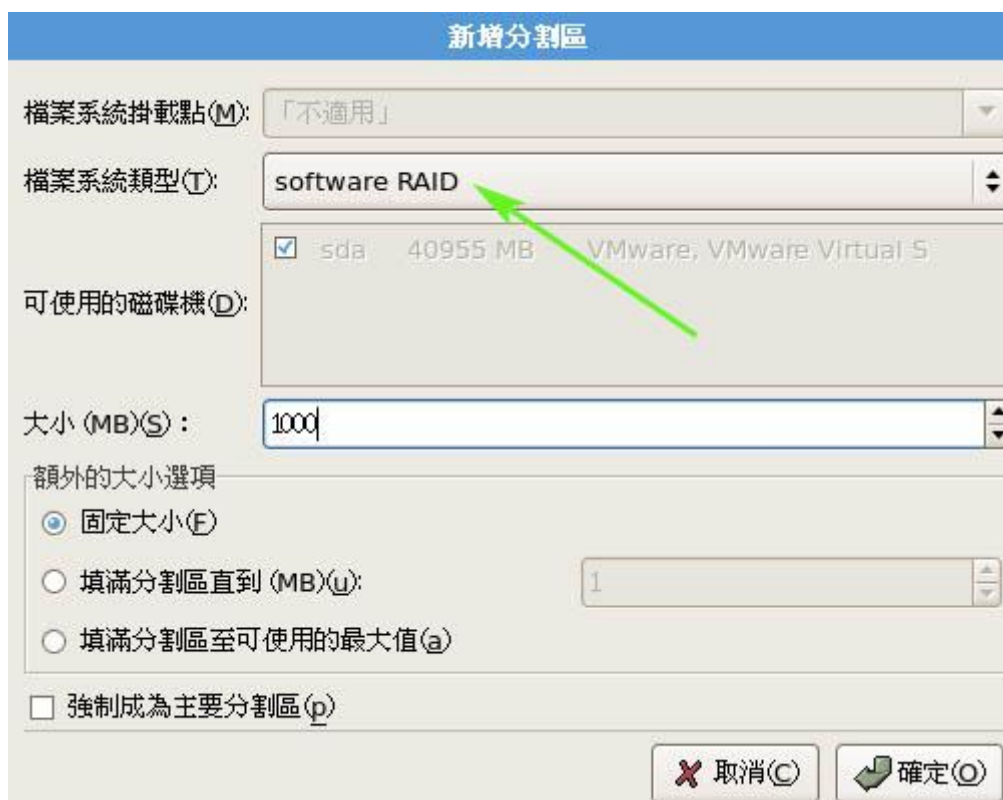 新增分割區
檔案系統掛載點(M): 「不適用」
檔案系統類型(T): software RAID
sda 40955 MB VMware, VMware Virtual S
可使用的磁碟機(D):
大小 (MB)(S)： 1000
額外的大小選項
固定大小(F)
填滿分割區直到 (MB)(u): 1
填滿分割區至可使用的最大值(a)
強制成為主要分割區(p)
取消(C) 確定(O)